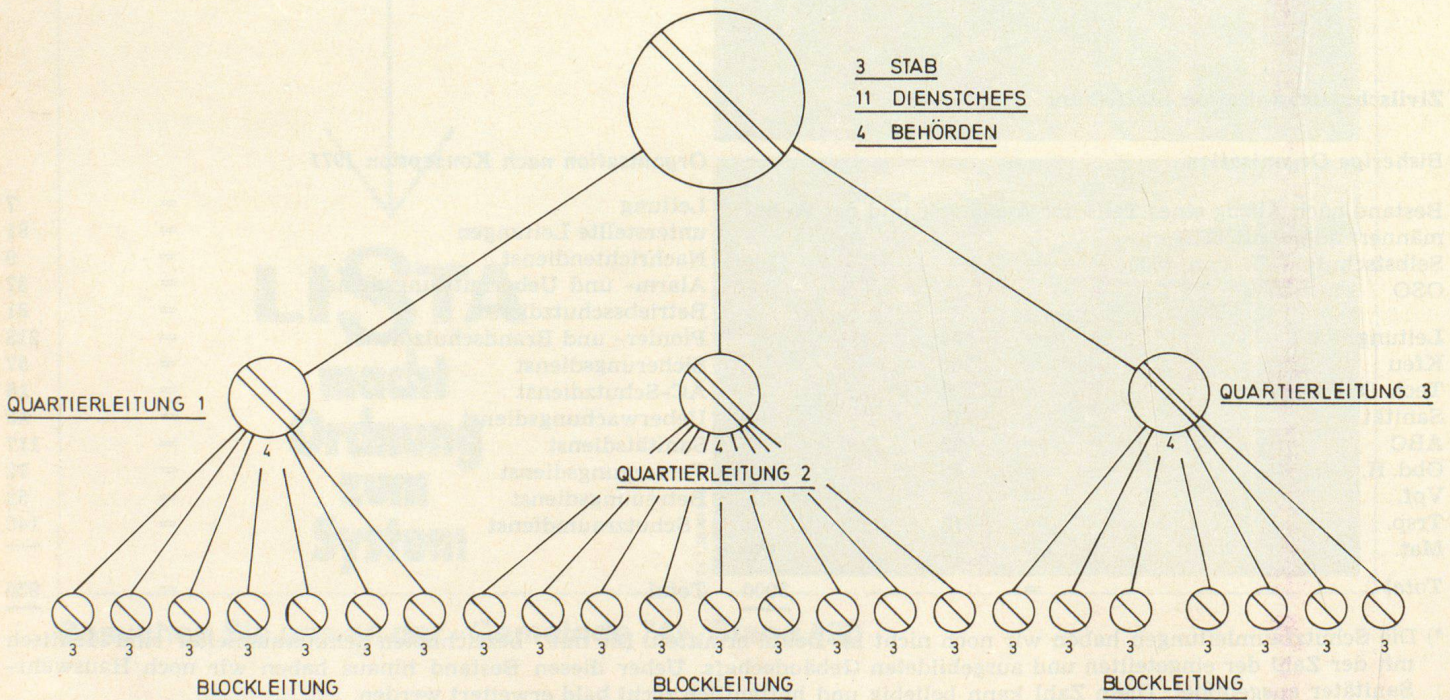 3 STAB
11 DIENSTCHEFS
4 BEHÖRDEN
QUARTIERLEITUNG 1
QUARTIERLEITUNG 3
4 4 4
QUARTIERLEITUNG 2
3 3 3 3 3 3 3 3 3 3 3 3 3 3 3 3 3 3 3 3 3 3 3
BLOCKLEITUNG BLOCKLEITUNG BLOCKLEITUNG